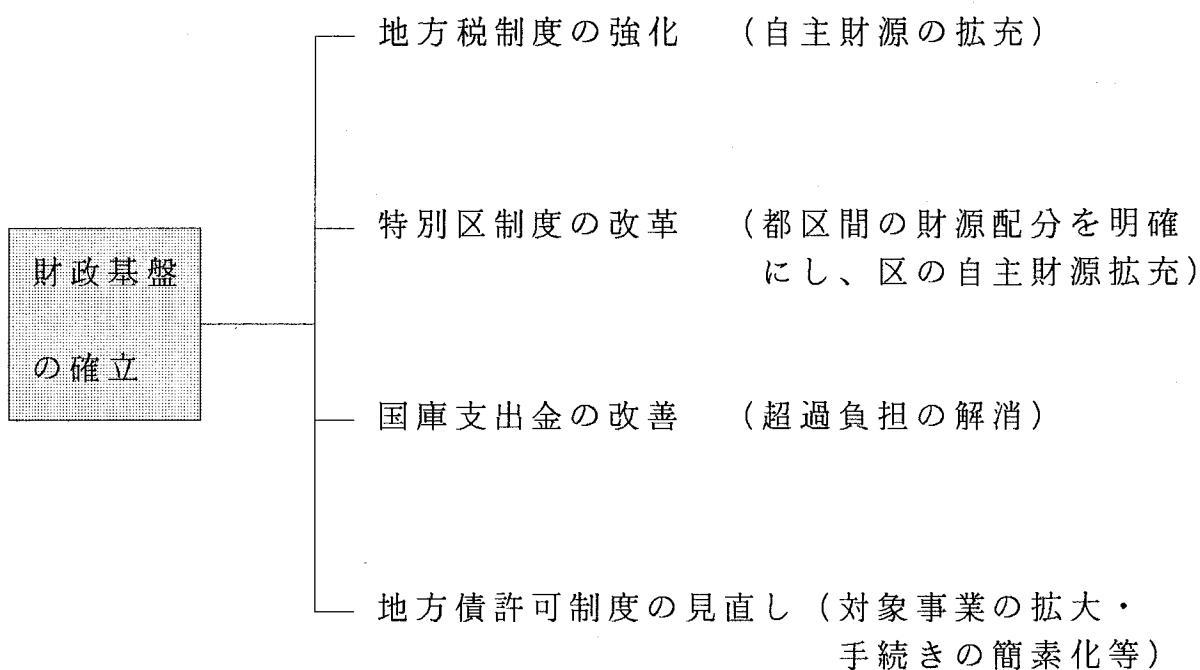 地方税制度の強化 （自主財源の拡充）
特別区制度の改革 （都区間の財源配分を明確
にし、区の自主財源拡充）
財政基盤
の確立
国庫支出金の改善 （超過負担の解消）
地方債許可制度の見直し （対象事業の拡大・
手続きの簡素化等）